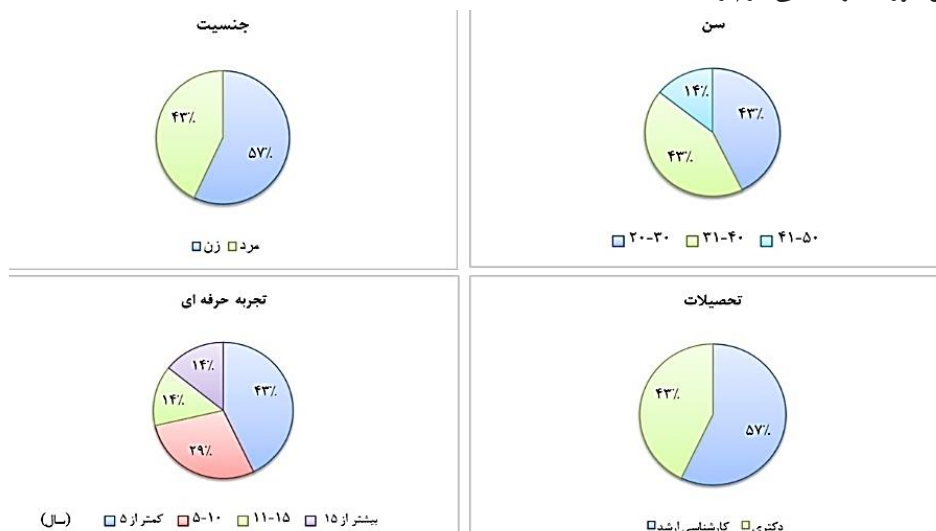 جنسیت
۴۳٪
۵۷٪
زن مرد
سن
۱۴٪
۴۳٪
۴۳٪
۲۰-۳۰ ۳۱-۴۰ ۴۱-۵۰
تجربه حرفه ای
۱۴٪
۴۳٪
۱۴٪
۲۹٪
کمتر از ۵ ۵-۱۰ ۱۱-۱۵ بیشتر از ۱۵ (سال)
تحصیلات
۴۳٪
۵۷٪
کارشناسی ارشد دکتری